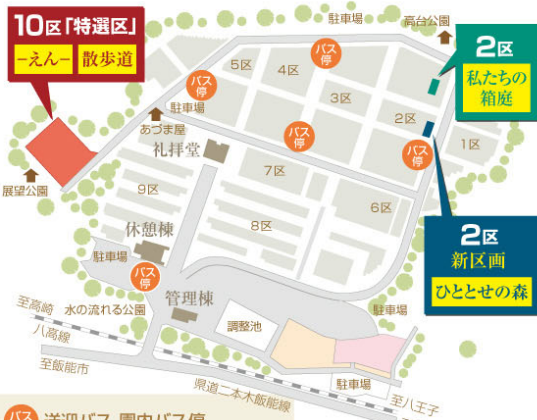 10区「特選区」
-えん- 散歩道
駐車場
高台公園
バス停
2区
私たちの
箱庭
5区
4区
バス停
3区
駐車場
2区
あづま屋
バス停
バス停
1区
礼拝堂
展望公園
7区
9区
6区
8区
2区
新区画
ひととせの森
休憩棟
駐車場
バス停
管理棟
至高崎
水の流れる公園
駐車場
八高線
調整池
至飯能市
県道二本木飯能線
駐車場
至八王子
バス 送迎バス 園内バス停